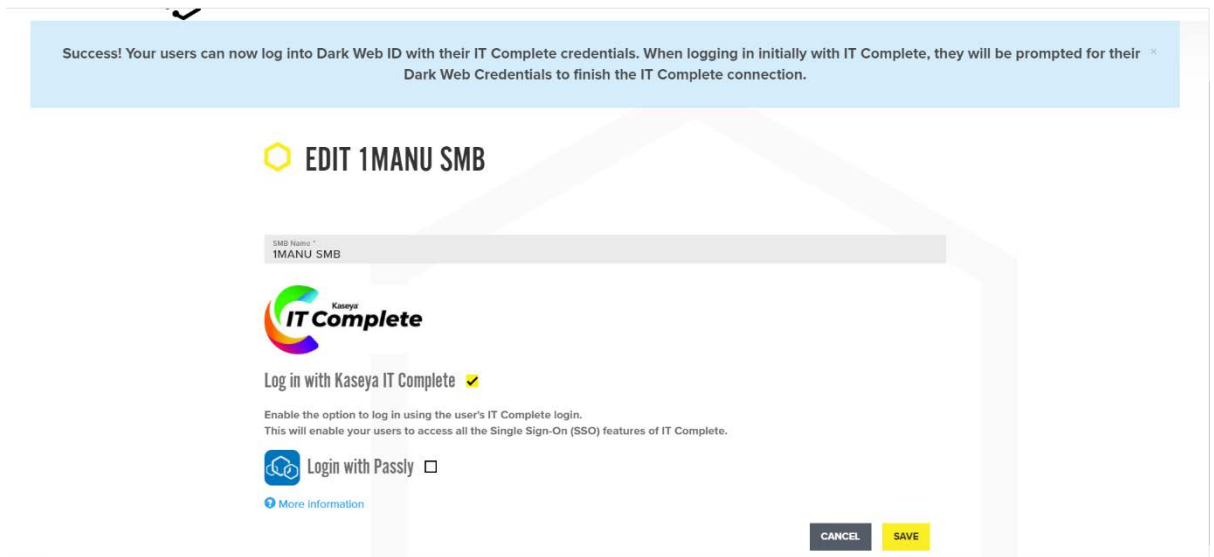 Success! Your users can now log into Dark Web ID with their IT Complete credentials. When logging in initially with IT Complete, they will be prompted for their ×
Dark Web Credentials to finish the IT Complete connection.
EDIT 1MANU SMB
SMB Name *
1MANU SMB
Kaseya
IT Complete
Log in with Kaseya IT Complete
Enable the option to log in using the user's IT Complete login.
This will enable your users to access all the Single Sign-On (SSO) features of IT Complete.
Login with Passly
? More information
CANCEL SAVE